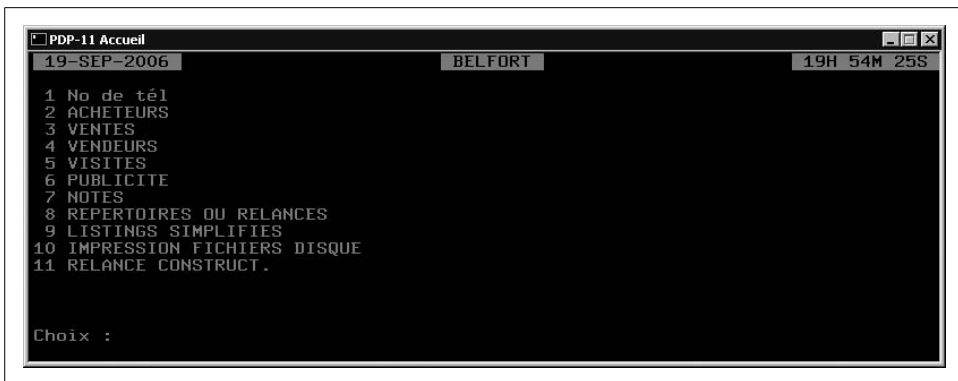 PDP-11 Accueil
19-SEP-2006 BELFORT 19H 54M 25S
1 No de tél
2 ACHETEURS
3 VENTES
4 VENDEURS
5 VISITES
6 PUBLICITE
7 NOTES
8 REPERTOIRES OU RELANCES
9 LISTINGS SIMPLIFIES
10 IMPRESSION FICHIERS DISQUE
11 RELANCE CONSTRUCT.
Choix :